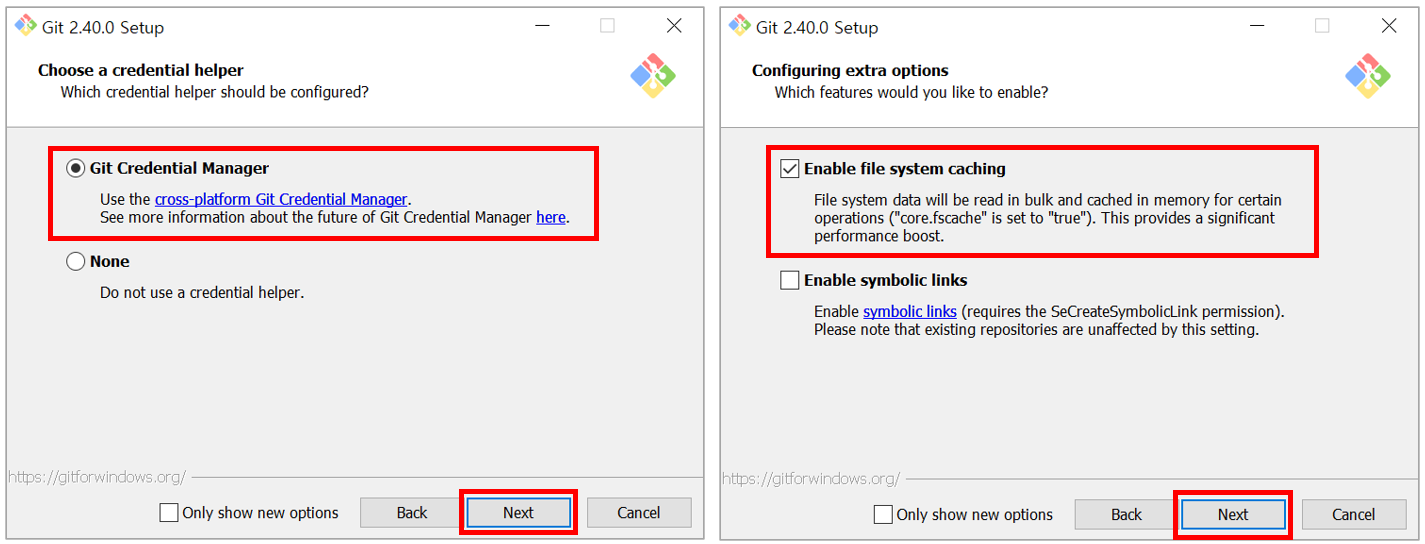 Git 2.40.0 Setup
Choose a credential helper
Which credential helper should be configured?
Git Credential Manager
Use the cross-platform Git Credential Manager.
See more information about the future of Git Credential Manager here.
None
Do not use a credential helper.
https://gitforwindows.org/
Only show new options
Back
Next
Cancel
Git 2.40.0 Setup
Configuring extra options
Which features would you like to enable?
Enable file system caching
File system data will be read in bulk and cached in memory for certain
operations ("core.fscache" is set to "true"). This provides a significant
performance boost.
Enable symbolic links
Enable symbolic links (requires the SeCreateSymbolicLink permission).
Please note that existing repositories are unaffected by this setting.
https://gitforwindows.org/
Only show new options
Back
Next
Cancel